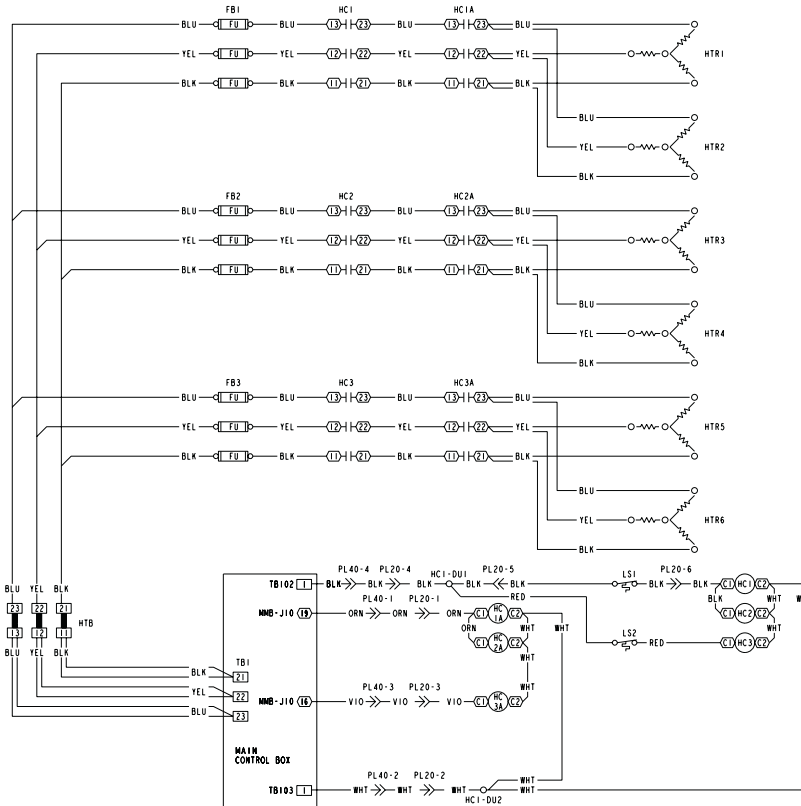 FB1 HC1 HC1A
BLU FU BLU 13 23 BLU 13 23 BLU
YEL FU YEL 12 22 YEL 12 22 YEL HTR1
BLK FU BLK 11 21 BLK 11 21 BLK
BLU
YEL HTR2
BLK
FB2 HC2 HC2A
BLU FU BLU 13 23 BLU 13 23 BLU
YEL FU YEL 12 22 YEL 12 22 YEL HTR3
BLK FU BLK 11 21 BLK 11 21 BLK
BLU
YEL HTR4
BLK
FB3 HC3 HC3A
BLU FU BLU 13 23 BLU 13 23 BLU
YEL FU YEL 12 22 YEL 12 22 YEL HTR5
BLK FU BLK 11 21 BLK 11 21 BLK
BLU
YEL HTR6
BLK
BLU YEL BLK
23 22 21
HTB
13 12 11
BLU YEL BLK
TB1
BLK 21
YEL 22
BLU 23
MAIN
CONTROL BOX
PL40-4 PL20-4 HC1-DU1 PL20-5 LS1 PL20-6
TB102 1 BLK BLK BLK BLK BLK BLK BLK C1 HC1 C2
RED
BLK WHT
C1 HC2 C2
WHT
LS2
RED C1 HC3 C2
PL40-1 PL20-1
MMB-J10 19 ORN ORN ORN C1 HC 1A C2
ORN WHT WHT
C1 HC 2A C2
WHT
WHT
PL40-3 PL20-3
MMB-J10 16 VIO VIO VIO C1 HC 3A C2
PL40-2 PL20-2
TB103 1 WHT WHT WHT WHT
WHT
HC1-DU2